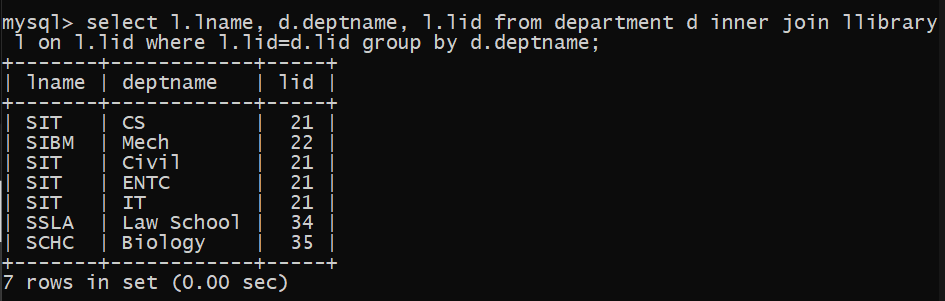 mysql> select l.lname, d.deptname, l.lid from department d inner join llibrary
 l on l.lid where l.lid=d.lid group by d.deptname;
+-------+------------+-----+
| lname | deptname   | lid |
+-------+------------+-----+
| SIT   | CS         |  21 |
| SIBM  | Mech       |  22 |
| SIT   | Civil      |  21 |
| SIT   | ENTC       |  21 |
| SIT   | IT         |  21 |
| SSLA  | Law School |  34 |
| SCHC  | Biology    |  35 |
+-------+------------+-----+
7 rows in set (0.00 sec)